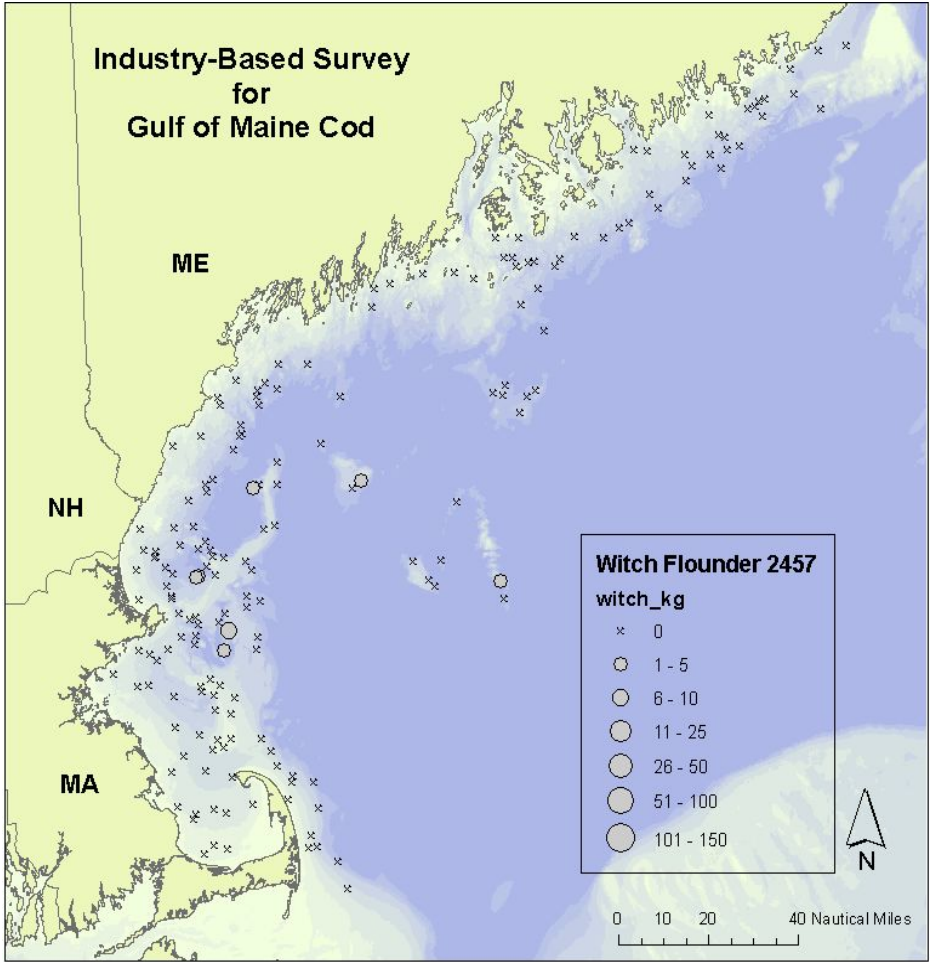 Industry-Based Survey
for
Gulf of Maine Cod
ME
NH
MA
Witch Flounder 2457
witch_kg
0
1 - 5
6 - 10
11 - 25
26 - 50
51 - 100
101 - 150
N
0 10 20 40 Nautical Miles